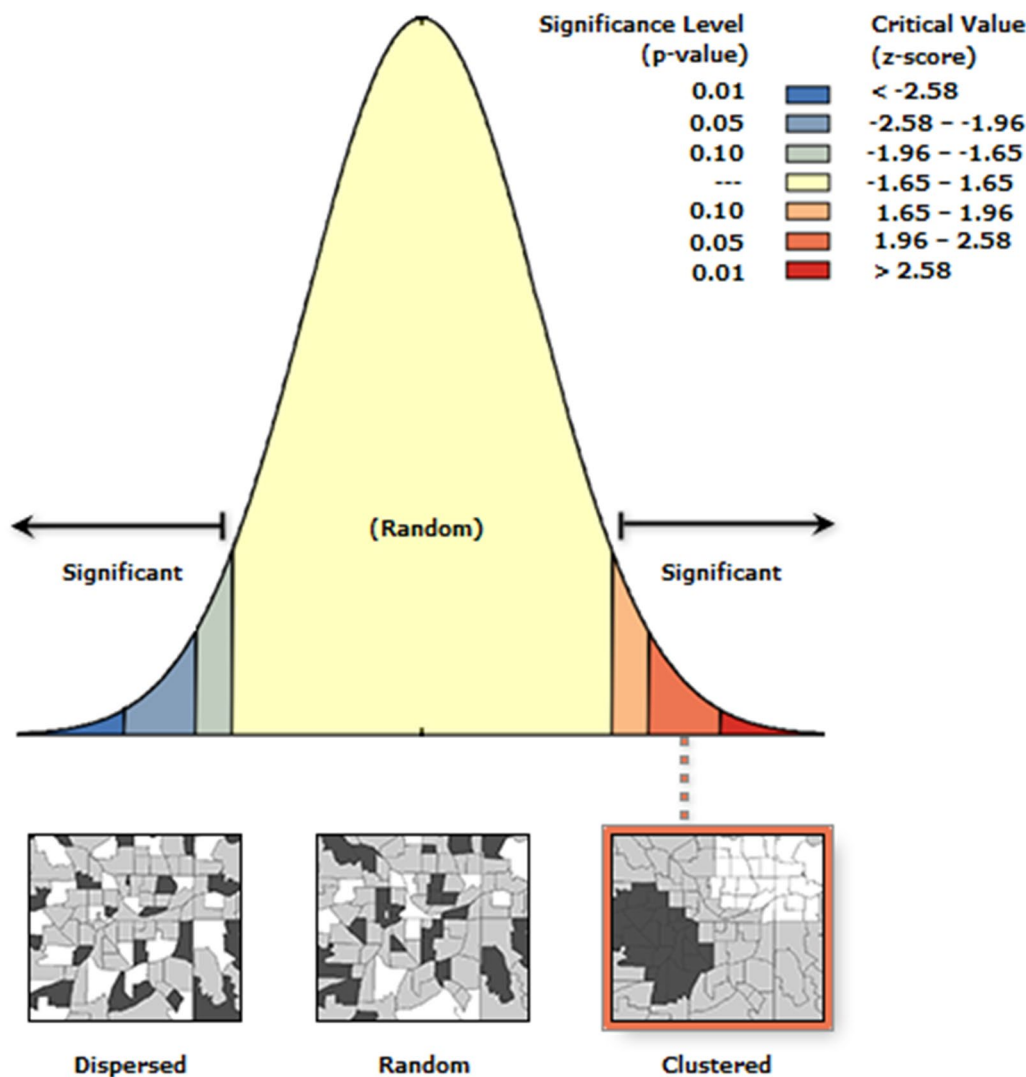 Significance Level Critical Value
(p-value) (z-score)
0.01 < -2.58
0.05 -2.58 – -1.96
0.10 -1.96 – -1.65
--- -1.65 – 1.65
0.10 1.65 – 1.96
0.05 1.96 – 2.58
0.01 > 2.58
(Random)
Significant Significant
Dispersed Random Clustered